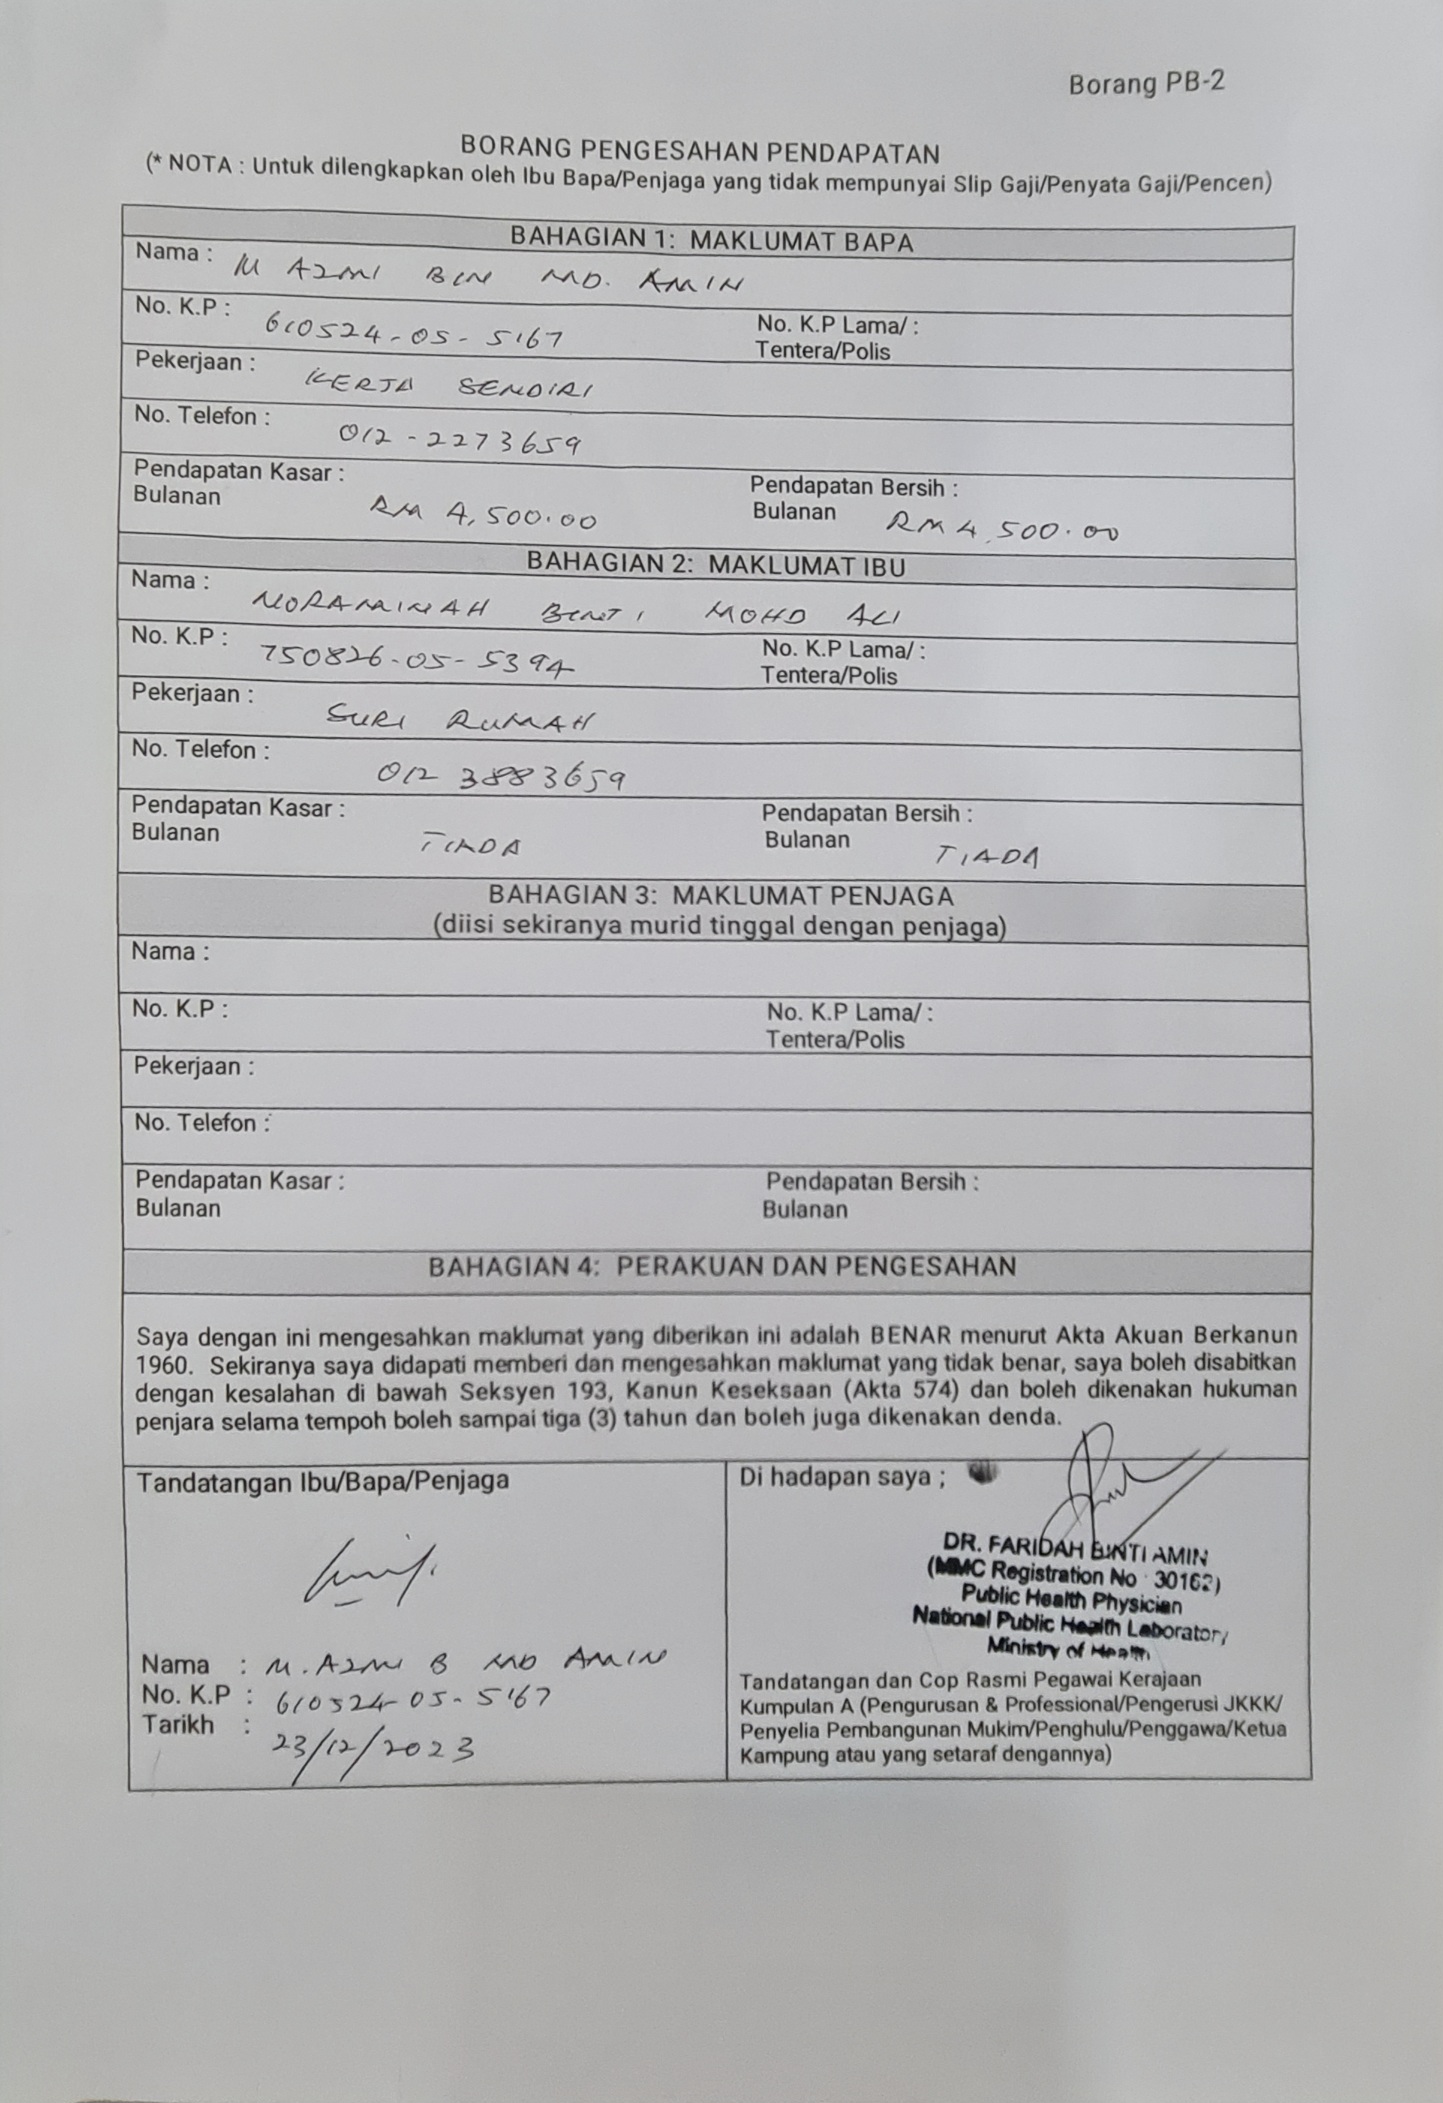 Borang PB-2
BORANG PENGESAHAN PENDAPATAN
(* NOTA : Untuk dilengkapkan oleh Ibu Bapa/Penjaga yang tidak mempunyai Slip Gaji/Penyata Gaji/Pencen)
BAHAGIAN 1: MAKLUMAT BAPA
Nama : M AZMI BIN MD. AMIN
No. K.P : 610524-05-5167 No. K.P Lama/ :
Tentera/Polis
Pekerjaan : KERJA SENDIRI
No. Telefon : 012-2273659
Pendapatan Kasar : Pendapatan Bersih :
Bulanan RM 4,500.00 Bulanan RM 4,500.00
BAHAGIAN 2: MAKLUMAT IBU
Nama : NORAMINAH BINTI MOHD ALI
No. K.P : 750826-05-5394 No. K.P Lama/ :
Tentera/Polis
Pekerjaan : SURI RUMAH
No. Telefon : 012 3883659
Pendapatan Kasar : Pendapatan Bersih :
Bulanan TIADA Bulanan TIADA
BAHAGIAN 3: MAKLUMAT PENJAGA
(diisi sekiranya murid tinggal dengan penjaga)
Nama :
No. K.P : No. K.P Lama/ :
Tentera/Polis
Pekerjaan :
No. Telefon :
Pendapatan Kasar : Pendapatan Bersih :
Bulanan Bulanan
BAHAGIAN 4: PERAKUAN DAN PENGESAHAN
Saya dengan ini mengesahkan maklumat yang diberikan ini adalah BENAR menurut Akta Akuan Berkanun
1960. Sekiranya saya didapati memberi dan mengesahkan maklumat yang tidak benar, saya boleh disabitkan
dengan kesalahan di bawah Seksyen 193, Kanun Keseksaan (Akta 574) dan boleh dikenakan hukuman
penjara selama tempoh boleh sampai tiga (3) tahun dan boleh juga dikenakan denda.
Tandatangan Ibu/Bapa/Penjaga
Nama : M. AZMI B MD AMIN
No. K.P : 610524-05-5167
Tarikh : 23/12/2023
Di hadapan saya ;
DR. FARIDAH BINTI AMIN
(MMC Registration No : 30162)
Public Health Physician
National Public Health Laboratory
Ministry of Health
Tandatangan dan Cop Rasmi Pegawai Kerajaan
Kumpulan A (Pengurusan & Professional/Pengerusi JKKK/
Penyelia Pembangunan Mukim/Penghulu/Penggawa/Ketua
Kampung atau yang setaraf dengannya)